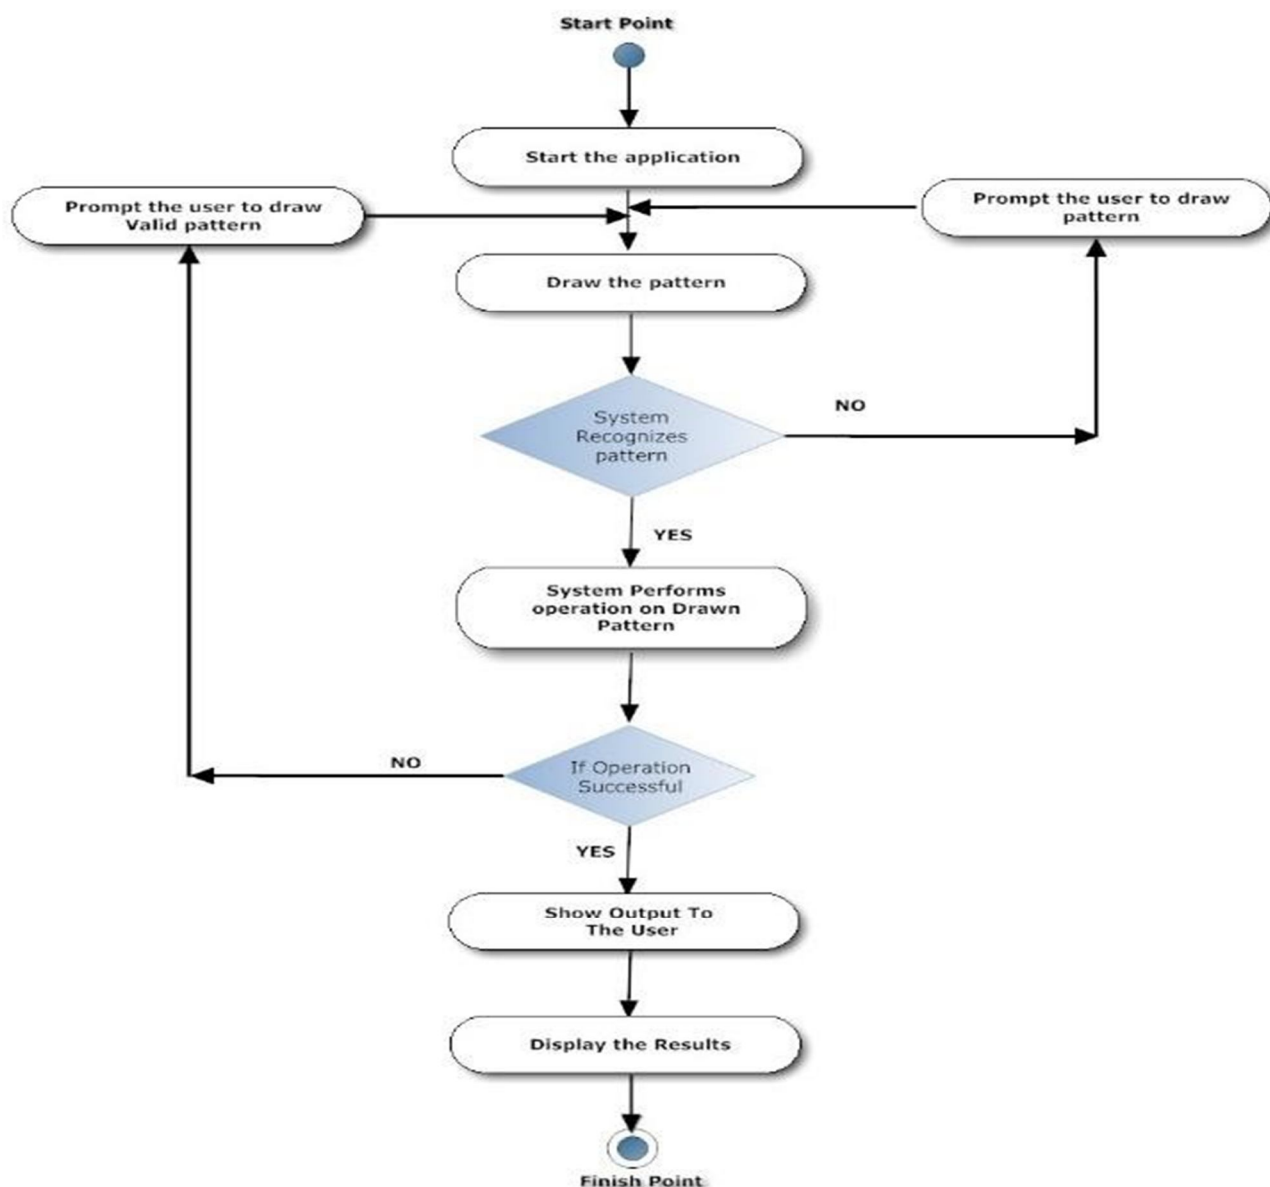 Start Point
Start the application
Prompt the user to draw
Valid pattern
Prompt the user to draw
pattern
Draw the pattern
System
Recognizes
pattern
NO
YES
System Performs
operation on Drawn
Pattern
If Operation
Successful
NO
YES
Show Output To
The User
Display the Results
Finish Point